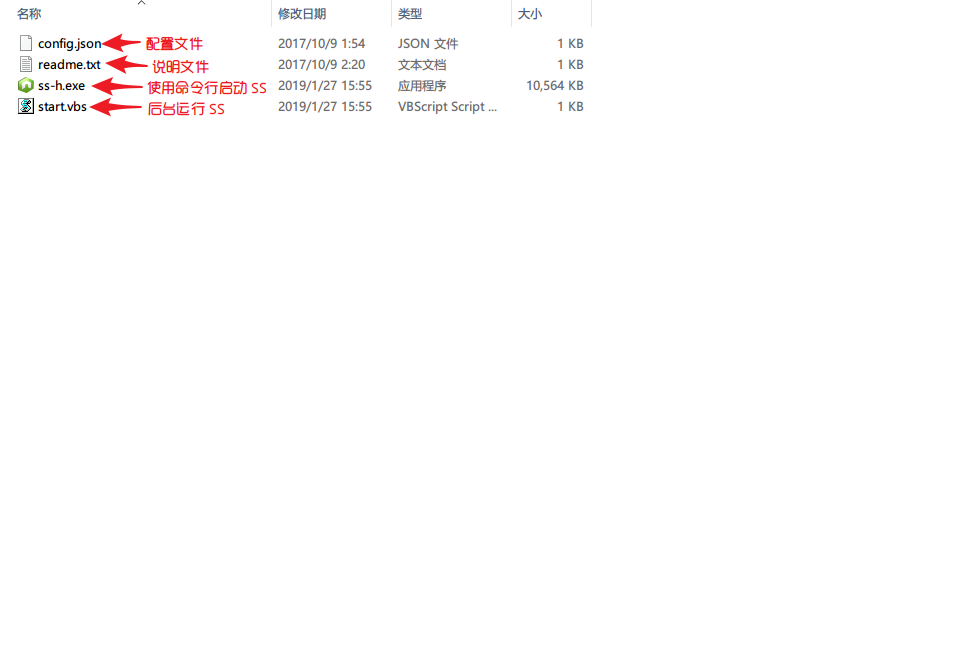 名称 修改日期 类型 大小
config.json 配置文件 2017/10/9 1:54 JSON 文件 1 KB
readme.txt 说明文件 2017/10/9 2:20 文本文档 1 KB
ss-h.exe 使用命令行启动 SS 2019/1/27 15:55 应用程序 10,564 KB
start.vbs 后台运行 SS 2019/1/27 15:55 VBScript Script ... 1 KB